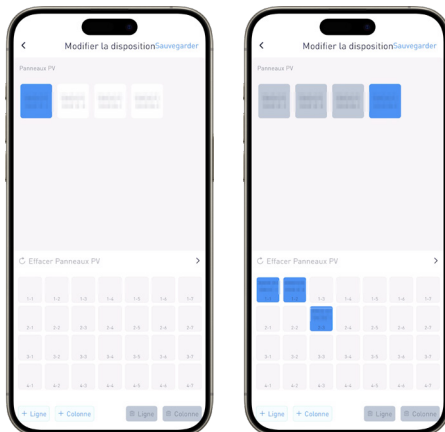 Modifier la disposition Sauvegarder
Panneaux PV
Effacer Panneaux PV
1-1 1-2 1-3 1-4 1-5 1-6 1-7
2-1 2-2 2-3 2-4 2-5 2-6 2-7
3-1 3-2 3-3 3-4 3-5 3-6 3-7
4-1 4-2 4-3 4-4 4-5 4-6 4-7
+ Ligne + Colonne Ligne Colonne
Modifier la disposition Sauvegarder
Panneaux PV
Effacer Panneaux PV
1-3 1-4 1-5 1-6 1-7
2-1 2-2 2-4 2-5 2-6 2-7
3-1 3-2 3-3 3-4 3-5 3-6 3-7
4-1 4-2 4-3 4-4 4-5 4-6 4-7
+ Ligne + Colonne Ligne Colonne